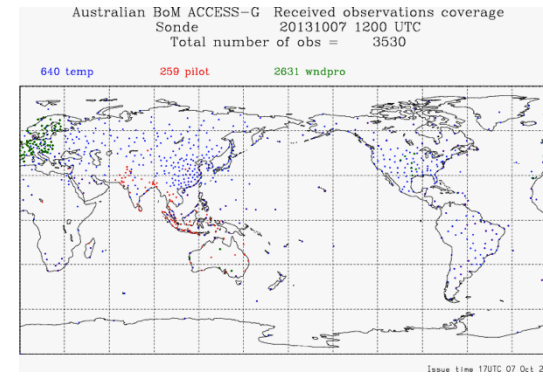 Australian BoM ACCESS-G Received observations coverage
Sonde 20131007 1200 UTC
Total number of obs = 3530
640 temp 259 pilot 2631 wndpro
Issue time 17UTC 07 Oct 2